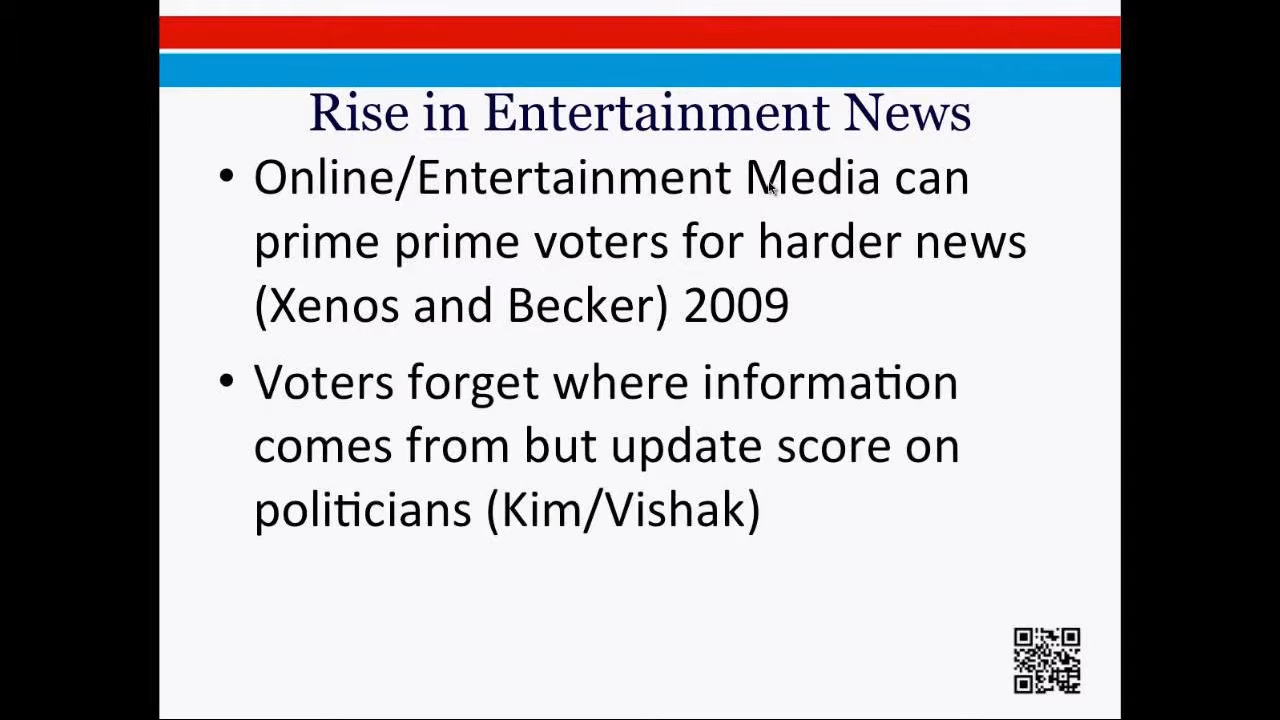 Rise in Entertainment News
• Online/Entertainment Media can
prime prime voters for harder news
(Xenos and Becker) 2009
• Voters forget where information
comes from but update score on
politicians (Kim/Vishak)